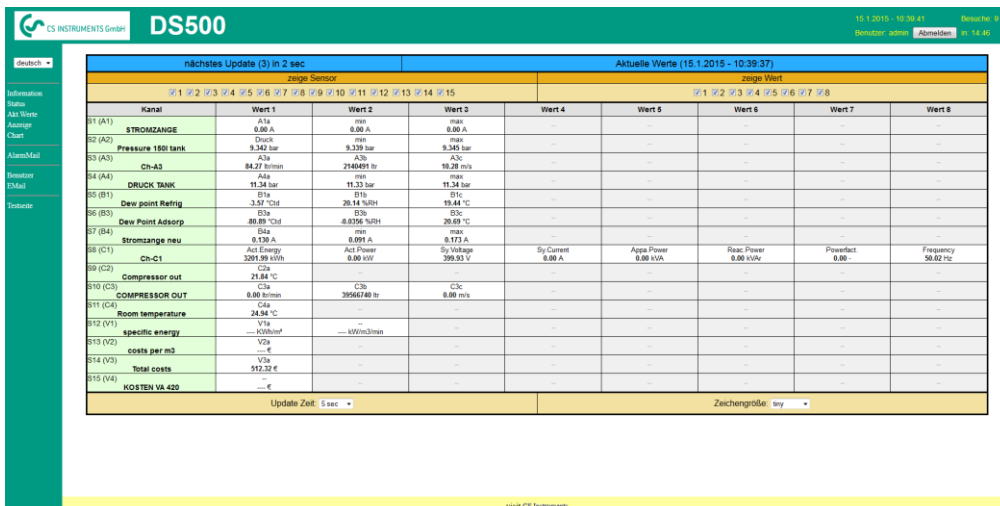 CS INSTRUMENTS GmbH
DS500
15.1.2015 - 10:39:41 Besuche: 9
Benutzer: admin Abmelden in: 14:46
deutsch
Information
Status
Akt.Werte
Anzeige
Chart
AlarmMail
Benutzer
EMail
Testseite
nächstes Update (3) in 2 sec Aktuelle Werte (15.1.2015 - 10:39:37)
zeige Sensor zeige Wert
1 2 3 4 5 6 7 8 9 10 11 12 13 14 15 1 2 3 4 5 6 7 8
Kanal Wert 1 Wert 2 Wert 3 Wert 4 Wert 5 Wert 6 Wert 7 Wert 8
S1 (A1) A1a min max
STROMZANGE 0.00 A 0.00 A 0.00 A -- -- -- -- --
S2 (A2) Druck min max
Pressure 150l tank 9.342 bar 9.339 bar 9.345 bar -- -- -- -- --
S3 (A3) A3a A3b A3c
Ch-A3 84.27 ltr/min 2140491 ltr 10.28 m/s -- -- -- -- --
S4 (A4) A4a min max
DRUCK TANK 11.34 bar 11.33 bar 11.34 bar -- -- -- -- --
S5 (B1) B1a B1b B1c
Dew point Refrig -3.57 °Ctd 20.14 %RH 19.44 °C -- -- -- -- --
S6 (B3) B3a B3b B3c
Dew Point Adsorp -80.89 °Ctd -0.0356 %RH 20.69 °C -- -- -- -- --
S7 (B4) B4a min max
Stromzange neu 0.130 A 0.091 A 0.173 A -- -- -- -- --
S8 (C1) Act.Energy Act.Power Sy.Voltage Sy.Current Appa.Power Reac.Power Powerfact. Frequency
Ch-C1 3201.99 kWh 0.00 kW 399.93 V 0.00 A 0.00 kVA 0.00 kVAr 0.00 - 50.02 Hz
S9 (C2) C2a
Compressor out 21.84 °C -- -- -- -- -- -- --
S10 (C3) C3a C3b C3c
COMPRESSOR OUT 0.00 ltr/min 39566740 ltr 0.00 m/s -- -- -- -- --
S11 (C4) C4a
Room temperature 24.94 °C -- -- -- -- -- -- --
S12 (V1) V1a --
specific energy ---- KWh/m³ ---- kW/m3/min -- -- -- -- -- --
S13 (V2) V2a
costs per m3 ---- € -- -- -- -- -- -- --
S14 (V3) V3a
Total costs 512.32 € -- -- -- -- -- -- --
S15 (V4) --
KOSTEN VA 420 ---- € -- -- -- -- -- -- --
Update Zeit: 5 sec Zeichengröße: tiny